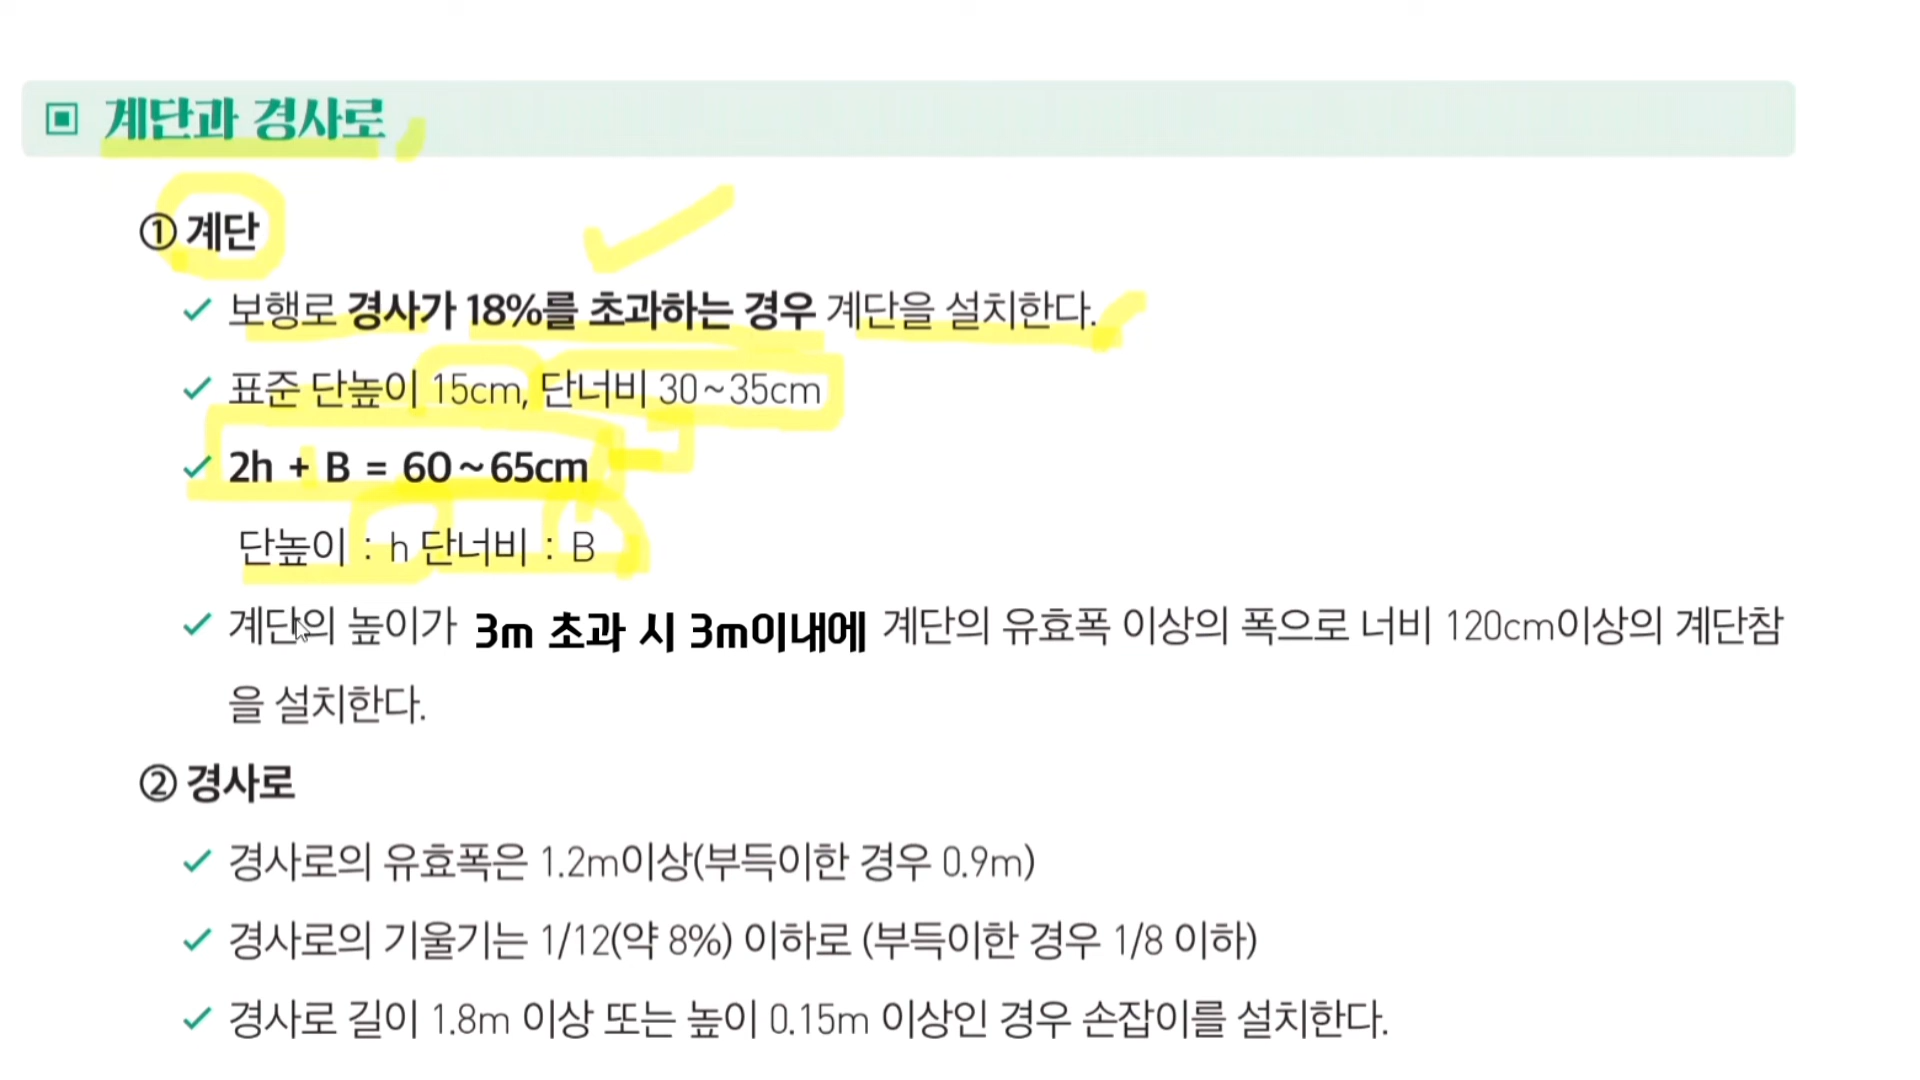 계단과 경사로
① 계단
보행로 경사가 18%를 초과하는 경우 계단을 설치한다.
표준 단높이 15cm, 단너비 30~35cm
2h + B = 60~65cm
단높이 : h 단너비 : B
계단의 높이가 3m 초과 시 3m이내에 계단의 유효폭 이상의 폭으로 너비 120cm이상의 계단참
을 설치한다.
② 경사로
경사로의 유효폭은 1.2m이상(부득이한 경우 0.9m)
경사로의 기울기는 1/12(약 8%) 이하로 (부득이한 경우 1/8 이하)
경사로 길이 1.8m 이상 또는 높이 0.15m 이상인 경우 손잡이를 설치한다.